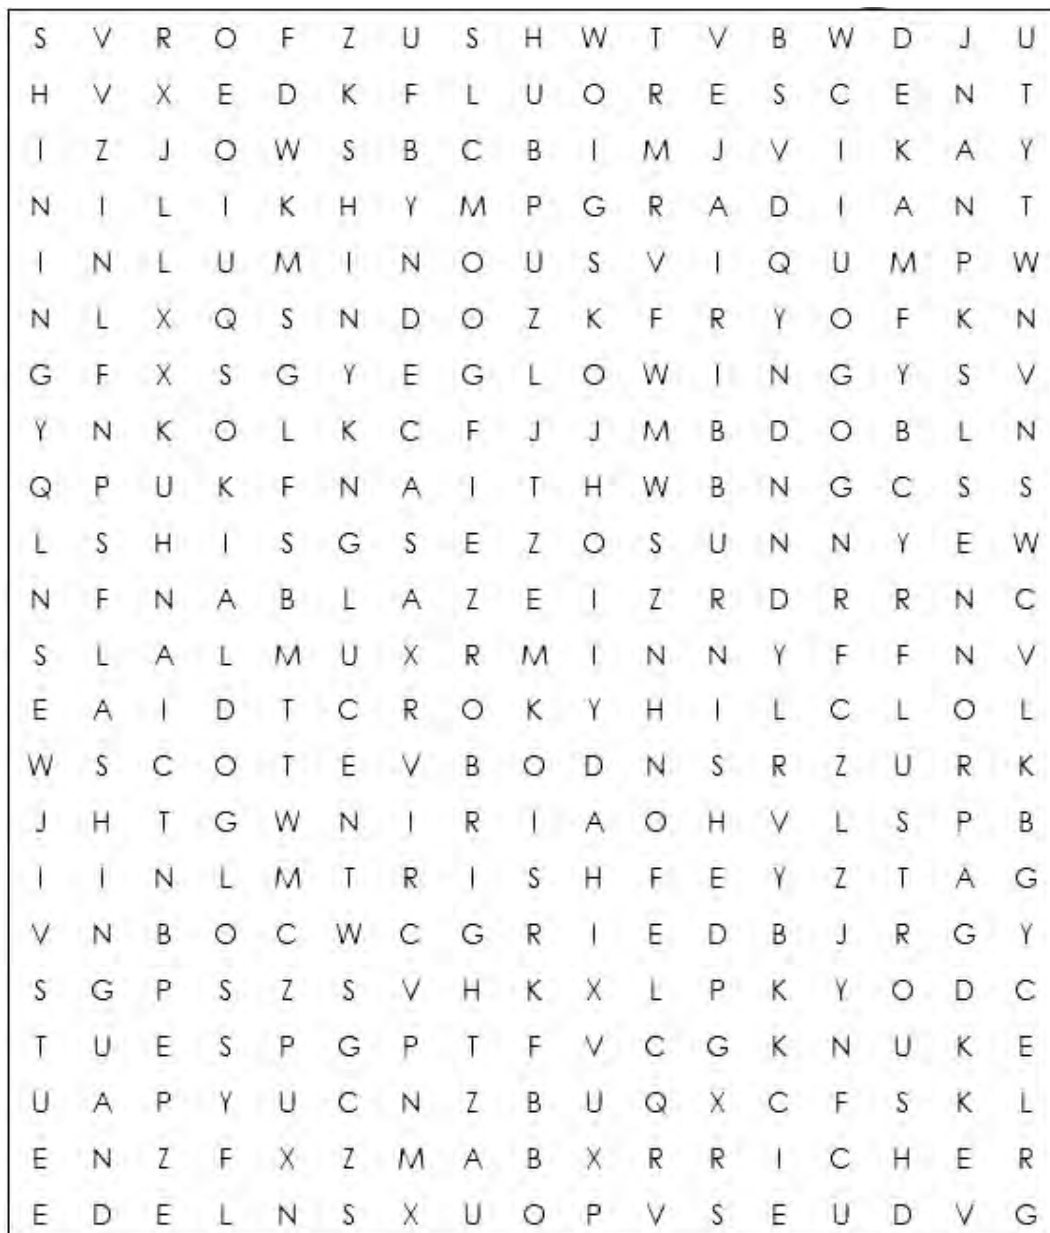 S V R O F Z U S H W T V B W D J U
H V X E D K F L U O R E S C E N T
I Z J O W S B C B I M J V I K A Y
N I L I K H Y M P G R A D I A N T
I N L U M I N O U S V I Q U M P W
N L X Q S N D O Z K F R Y O F K N
G F X S G Y E G L O W I N G Y S V
Y N K O L K C F J J M B D O B L N
Q P U K F N A I T H W B N G C S S
L S H I S G S E Z O S U N N Y E W
N F N A B L A Z E I Z R D R R N C
S L A L M U X R M I N N Y F F N V
E A I D T C R O K Y H I L C L O L
W S C O T E V B O D N S R Z U R K
J H T G W N I R I A O H V L S P B
I I N L M T R I S H F E Y Z T A G
V N B O C W C G R I E D B J R G Y
S G P S Z S V H K X L P K Y O D C
T U E S P G P T F V C G K N U K E
U A P Y U C N Z B U Q X C F S K L
E N Z F X Z M A B X R R I C H E R
E D E L N S X U O P V S E U D V G